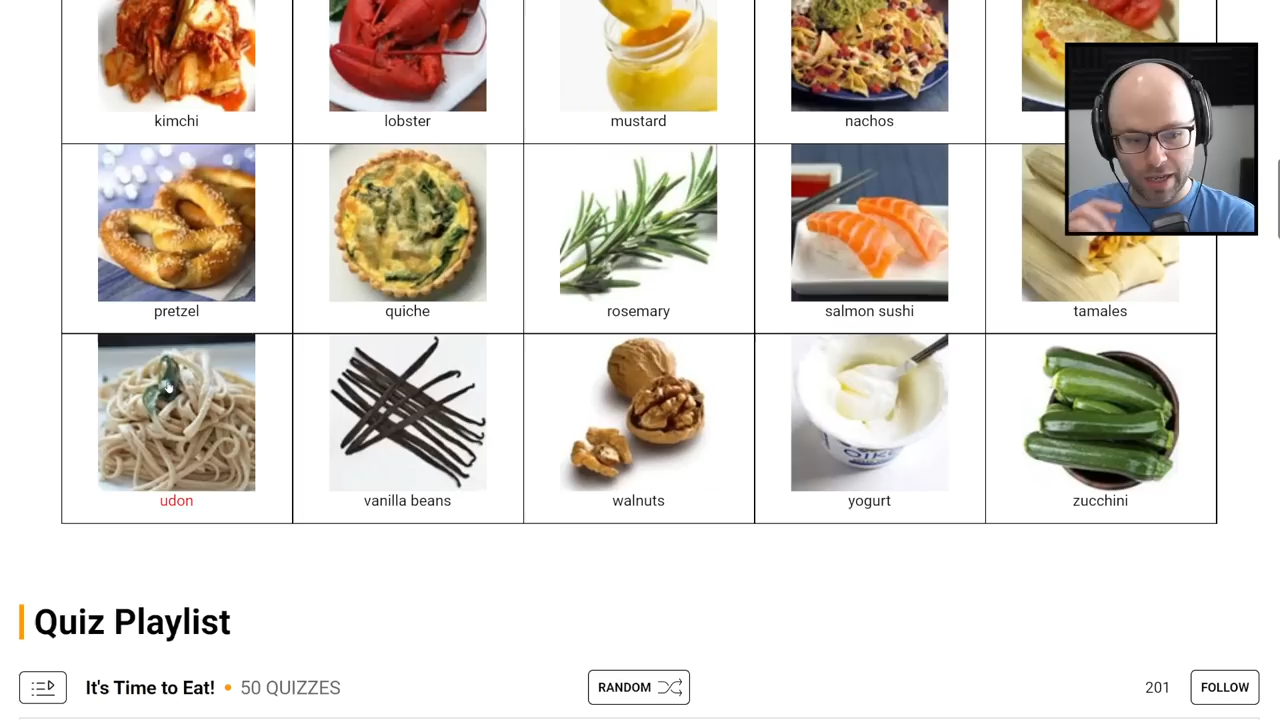 kimchi
lobster
mustard
nachos
pretzel
quiche
rosemary
salmon sushi
tamales
udon
vanilla beans
walnuts
yogurt
zucchini
Quiz Playlist
It's Time to Eat! • 50 QUIZZES
RANDOM
201
FOLLOW